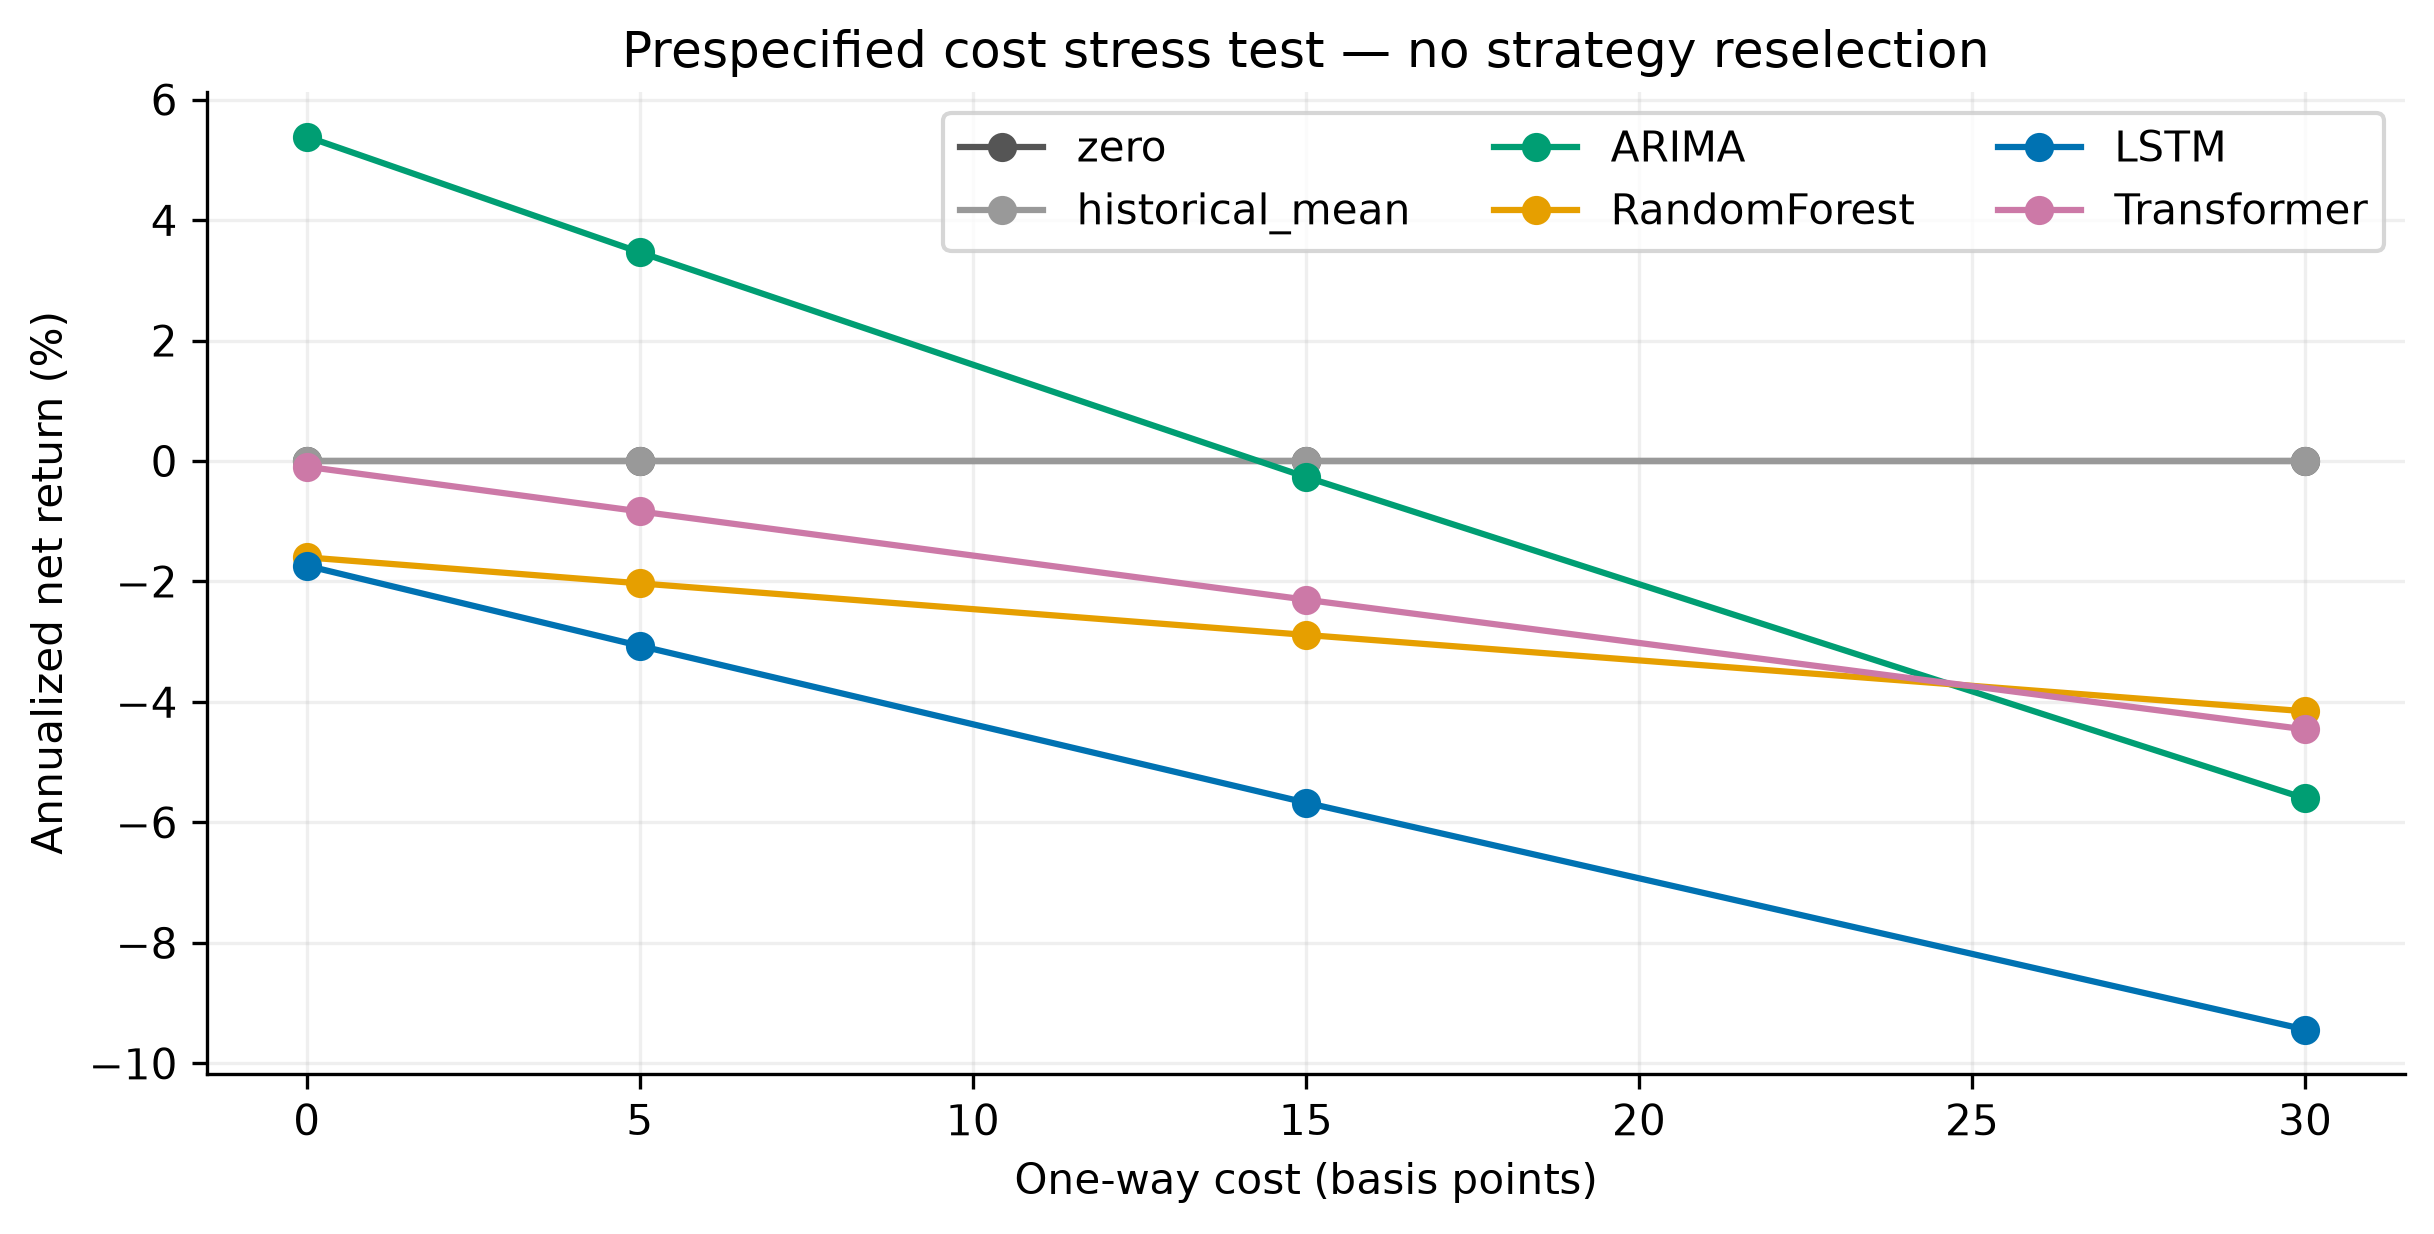 Prespecified cost stress test — no strategy reselection
zero
historical_mean
ARIMA
RandomForest
LSTM
Transformer
Annualized net return (%)
6
4
2
0
−2
−4
−6
−8
−10
0
5
10
15
20
25
30
One-way cost (basis points)